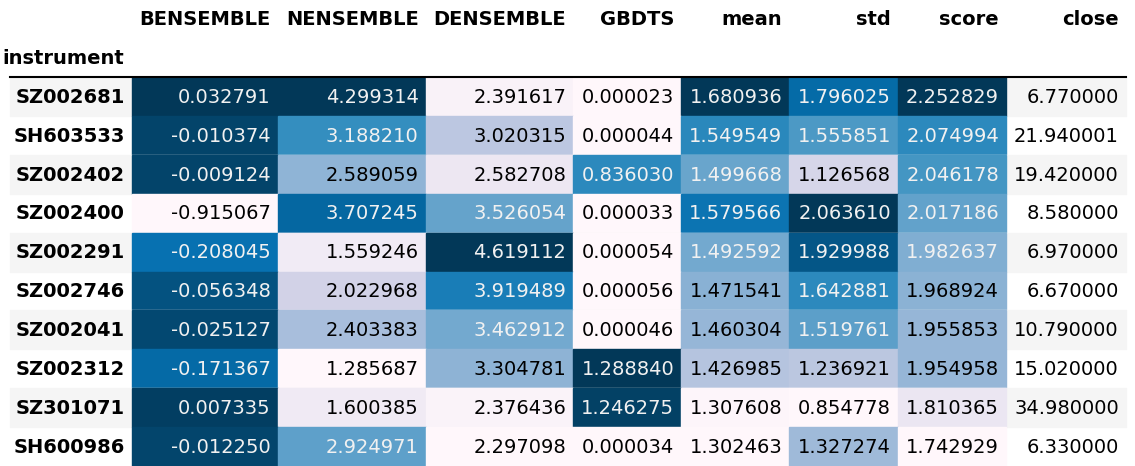 BENSEMBLE NENSEMBLE DENSEMBLE GBDTS mean std score close
instrument
SZ002681 0.032791 4.299314 2.391617 0.000023 1.680936 1.796025 2.252829 6.770000
SH603533 -0.010374 3.188210 3.020315 0.000044 1.549549 1.555851 2.074994 21.940001
SZ002402 -0.009124 2.589059 2.582708 0.836030 1.499668 1.126568 2.046178 19.420000
SZ002400 -0.915067 3.707245 3.526054 0.000033 1.579566 2.063610 2.017186 8.580000
SZ002291 -0.208045 1.559246 4.619112 0.000054 1.492592 1.929988 1.982637 6.970000
SZ002746 -0.056348 2.022968 3.919489 0.000056 1.471541 1.642881 1.968924 6.670000
SZ002041 -0.025127 2.403383 3.462912 0.000046 1.460304 1.519761 1.955853 10.790000
SZ002312 -0.171367 1.285687 3.304781 1.288840 1.426985 1.236921 1.954958 15.020000
SZ301071 0.007335 1.600385 2.376436 1.246275 1.307608 0.854778 1.810365 34.980000
SH600986 -0.012250 2.924971 2.297098 0.000034 1.302463 1.327274 1.742929 6.330000